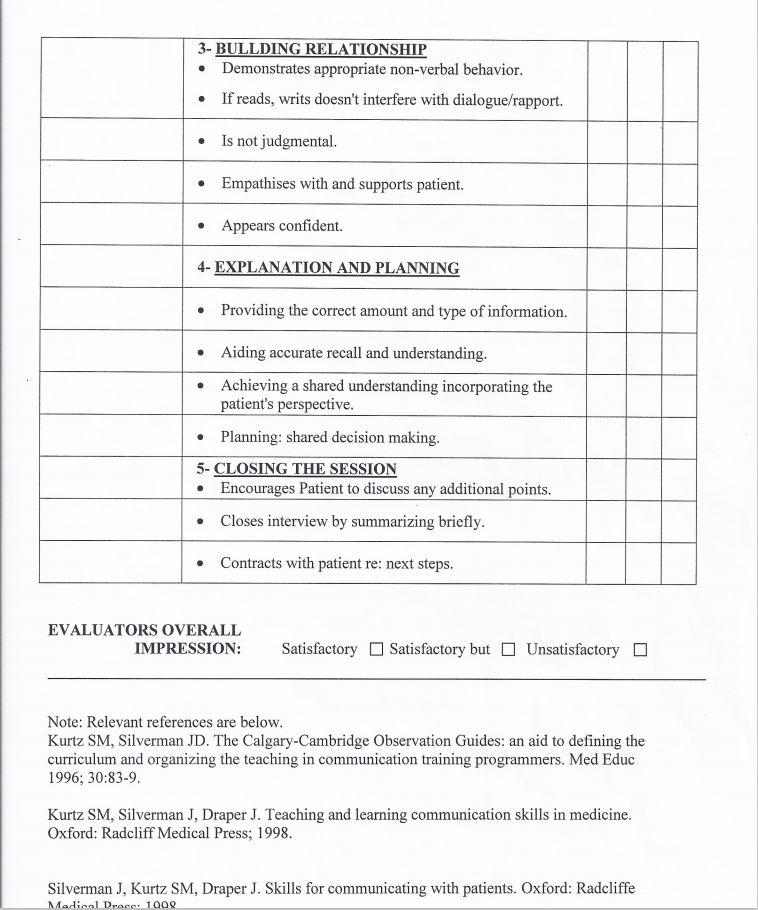 3- BULLDING RELATIONSHIP
• Demonstrates appropriate non-verbal behavior.
• If reads, writs doesn't interfere with dialogue/rapport.
• Is not judgmental.
• Empathises with and supports patient.
• Appears confident.
4- EXPLANATION AND PLANNING
• Providing the correct amount and type of information.
• Aiding accurate recall and understanding.
• Achieving a shared understanding incorporating the
patient's perspective.
• Planning: shared decision making.
5- CLOSING THE SESSION
• Encourages Patient to discuss any additional points.
• Closes interview by summarizing briefly.
• Contracts with patient re: next steps.
EVALUATORS OVERALL
IMPRESSION: Satisfactory ☐ Satisfactory but ☐ Unsatisfactory ☐
Note: Relevant references are below.
Kurtz SM, Silverman JD. The Calgary-Cambridge Observation Guides: an aid to defining the
curriculum and organizing the teaching in communication training programmers. Med Educ
1996; 30:83-9.
Kurtz SM, Silverman J, Draper J. Teaching and learning communication skills in medicine.
Oxford: Radcliff Medical Press; 1998.
Silverman J, Kurtz SM, Draper J. Skills for communicating with patients. Oxford: Radcliffe
Medical Press; 1998